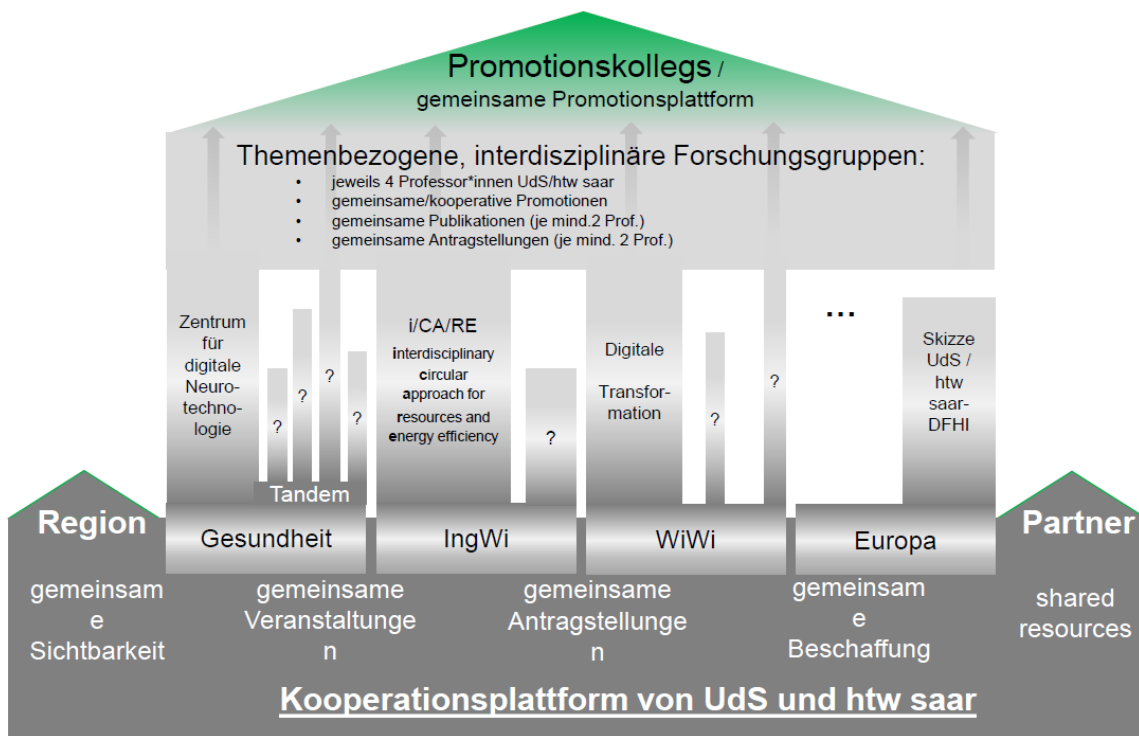 Promotionskollegs /
gemeinsame Promotionsplattform
Themenbezogene, interdisziplinäre Forschungsgruppen:
• jeweils 4 Professor*innen UdS/htw saar
• gemeinsame/kooperative Promotionen
• gemeinsame Publikationen (je mind.2 Prof.)
• gemeinsame Antragstellungen (je mind. 2 Prof.)
Zentrum
für
digitale
Neuro-
techno-
logie
?
?
?
?
Tandem
i/CA/RE
interdisciplinary
circular
approach for
resources and
energy efficiency
?
Digitale
Transfor-
mation
?
?
...
Skizze
UdS /
htw
saar-
DFHI
Region
Gesundheit
IngWi
WiWi
Europa
Partner
gemeinsam
e
Sichtbarkeit
gemeinsame
Veranstaltunge
n
gemeinsame
Antragstellunge
n
gemeinsam
e
Beschaffung
shared
resources
Kooperationsplattform von UdS und htw saar